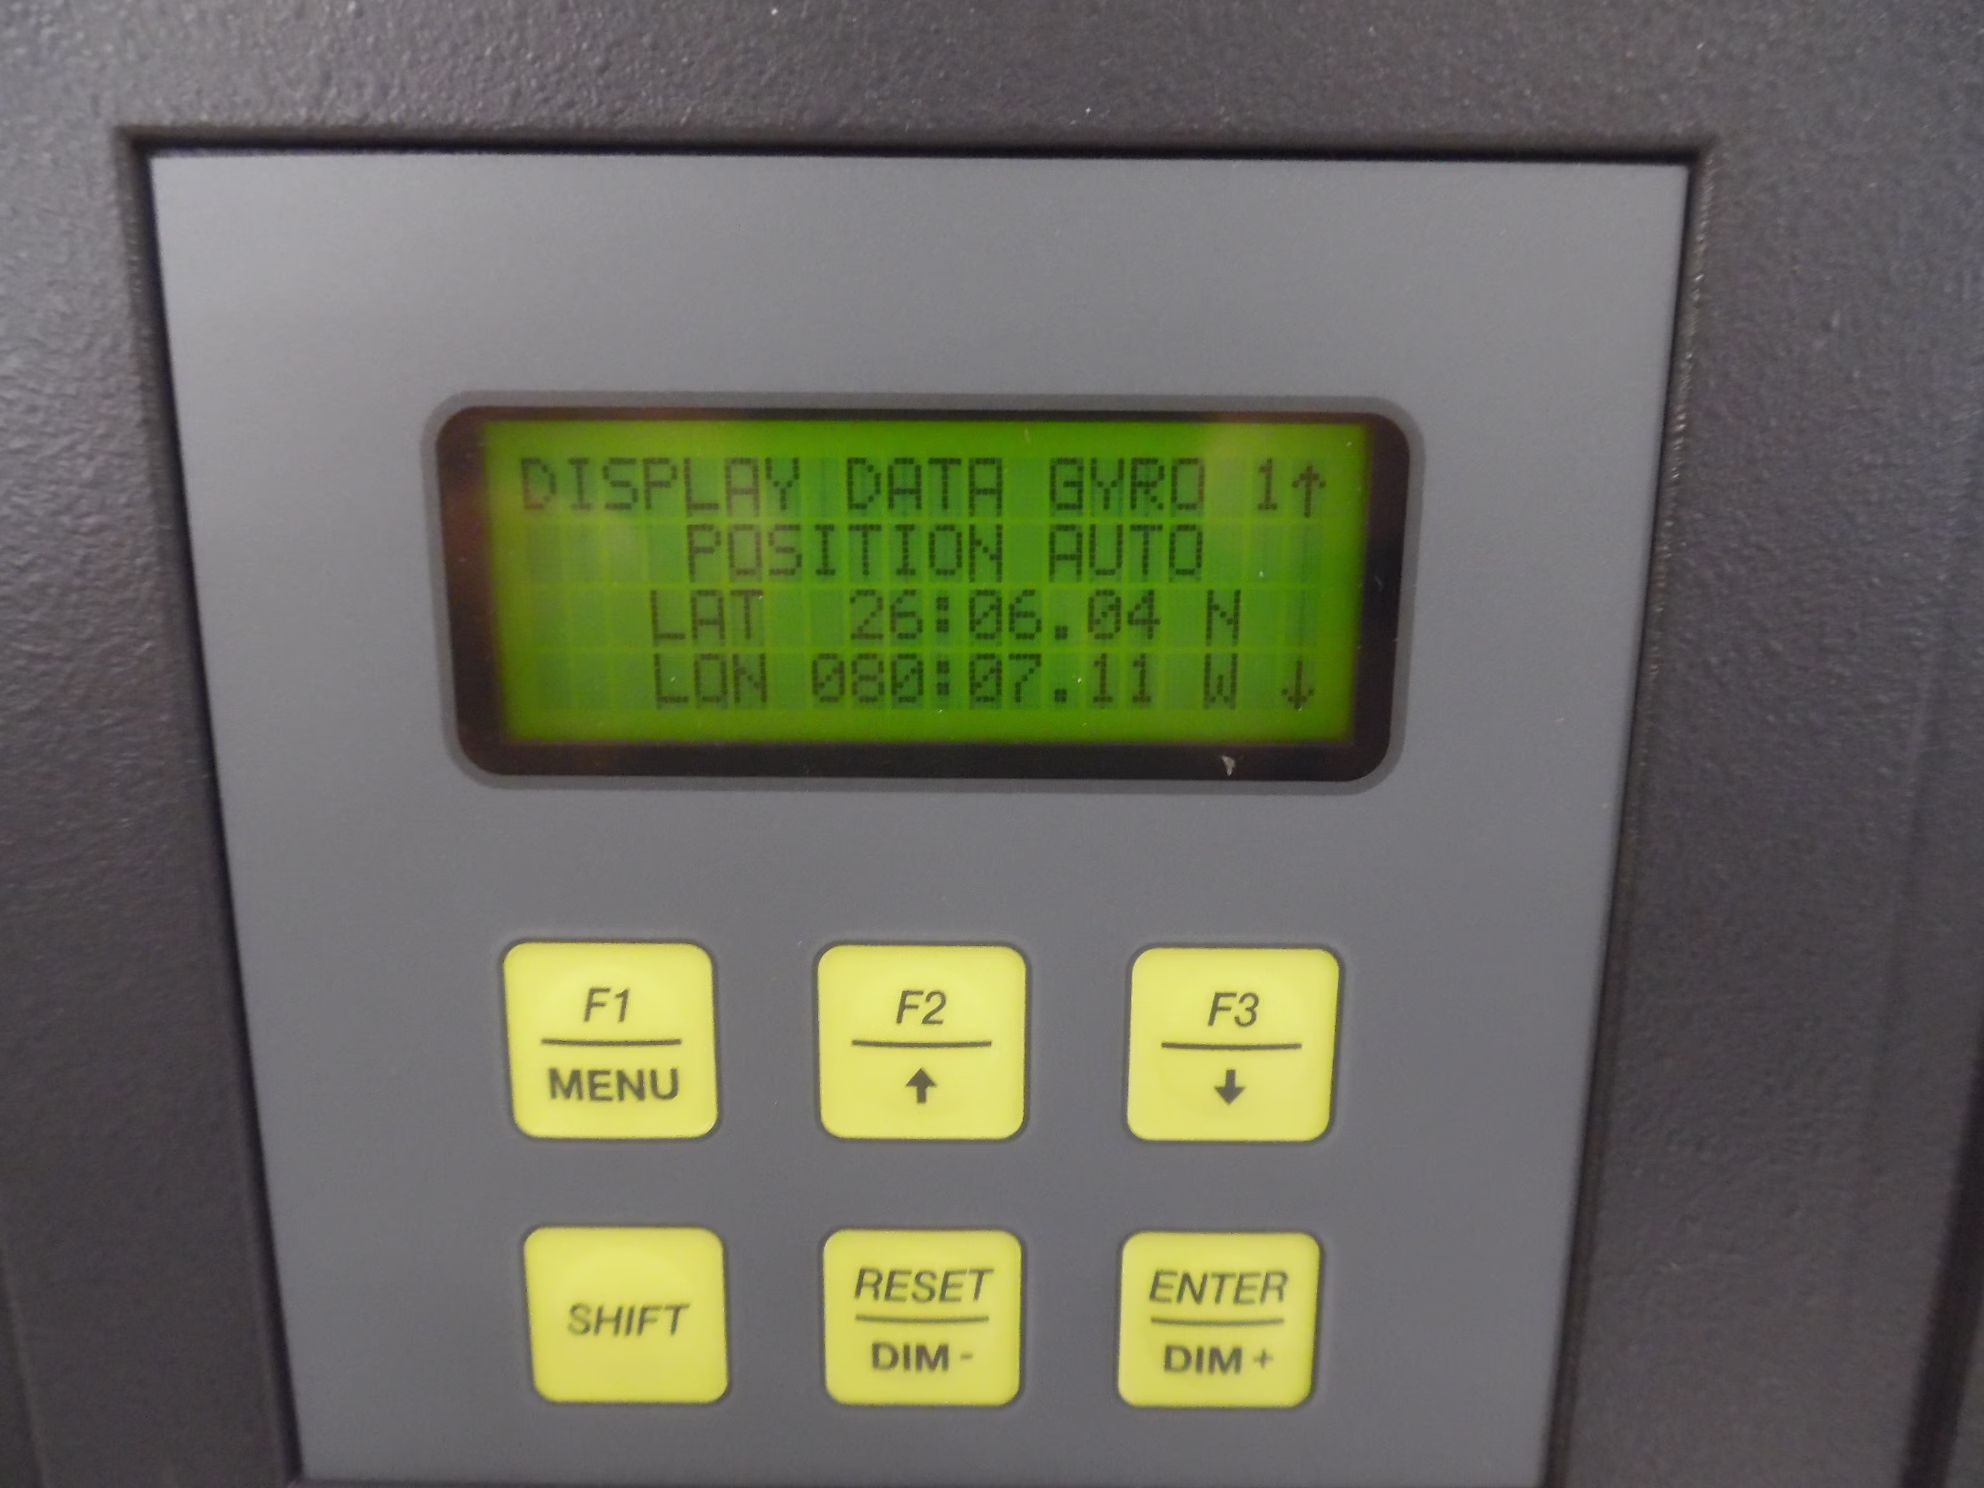 DISPLAY DATA GYRO 1↑
POSITION AUTO
LAT 26:06.04 N
LON 080:07.11 W ↓
F1
MENU
F2
↑
F3
↓
SHIFT
RESET
DIM -
ENTER
DIM +